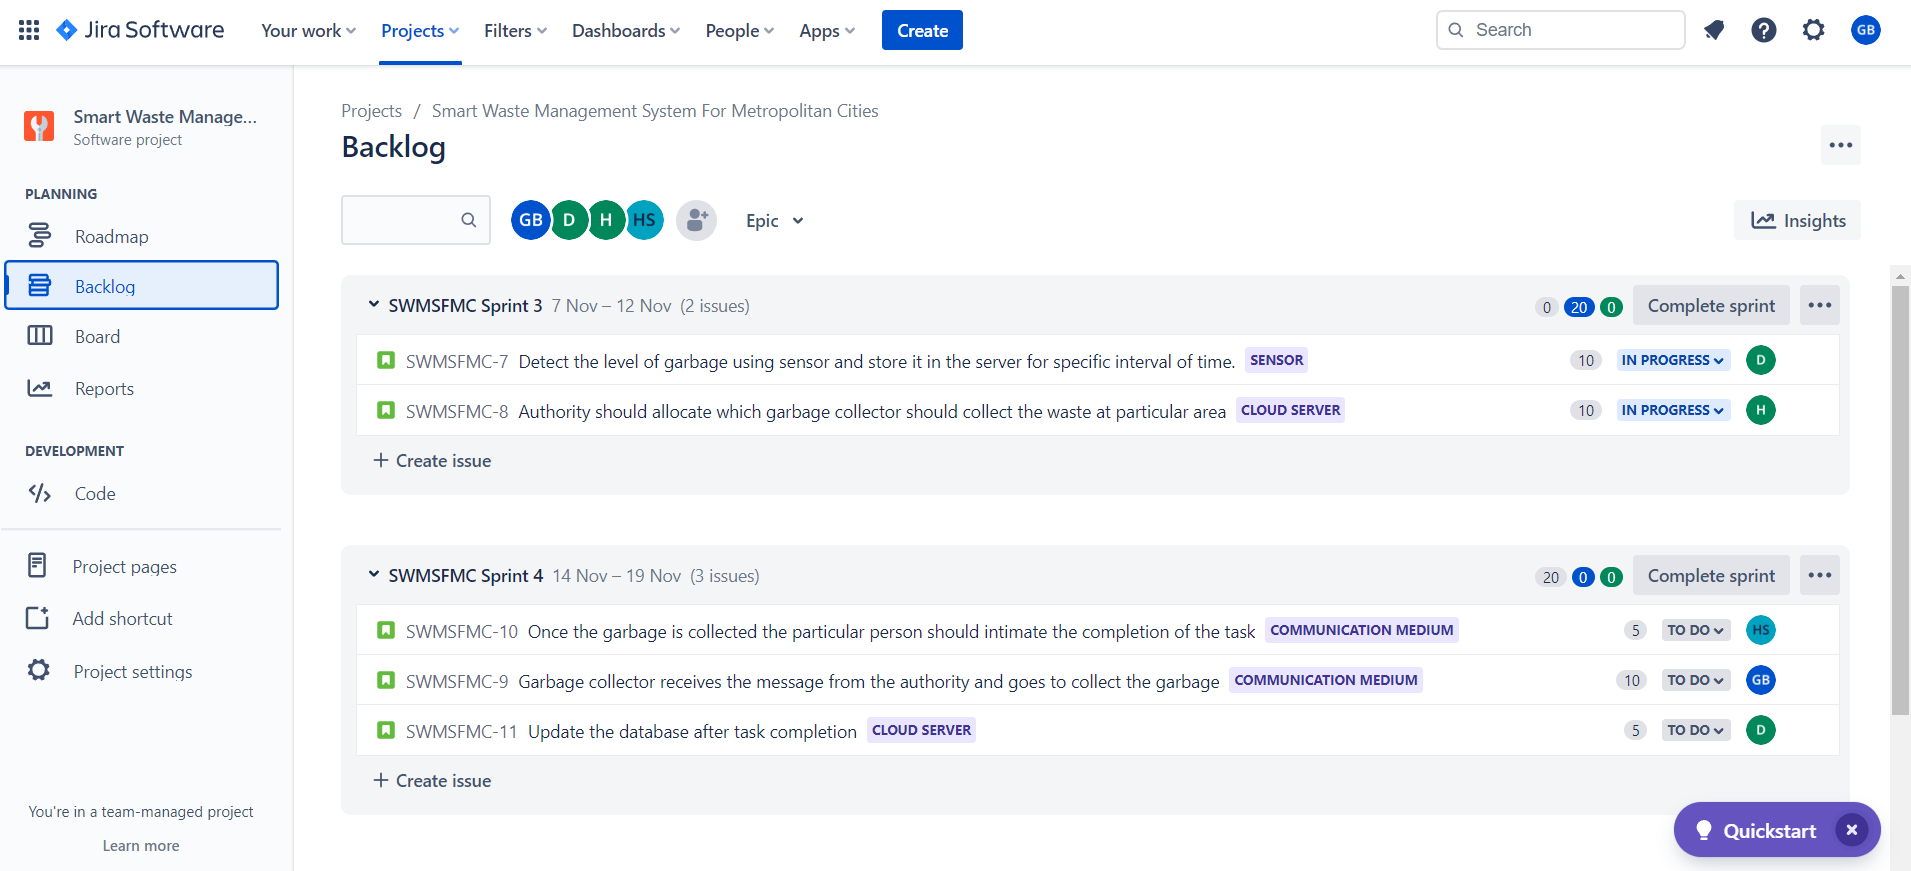 Jira Software Your work Projects Filters Dashboards People Apps Create Search GB
Smart Waste Manage...
Software project
PLANNING
Roadmap
Backlog
Board
Reports
DEVELOPMENT
Code
Project pages
Add shortcut
Project settings
You're in a team-managed project
Learn more
Projects / Smart Waste Management System For Metropolitan Cities
Backlog
GB D H HS Epic Insights
SWMSFMC Sprint 3 7 Nov – 12 Nov (2 issues) 0 20 0 Complete sprint
SWMSFMC-7 Detect the level of garbage using sensor and store it in the server for specific interval of time. SENSOR 10 IN PROGRESS D
SWMSFMC-8 Authority should allocate which garbage collector should collect the waste at particular area CLOUD SERVER 10 IN PROGRESS H
+ Create issue
SWMSFMC Sprint 4 14 Nov – 19 Nov (3 issues) 20 0 0 Complete sprint
SWMSFMC-10 Once the garbage is collected the particular person should intimate the completion of the task COMMUNICATION MEDIUM 5 TO DO HS
SWMSFMC-9 Garbage collector receives the message from the authority and goes to collect the garbage COMMUNICATION MEDIUM 10 TO DO GB
SWMSFMC-11 Update the database after task completion CLOUD SERVER 5 TO DO D
+ Create issue
Quickstart